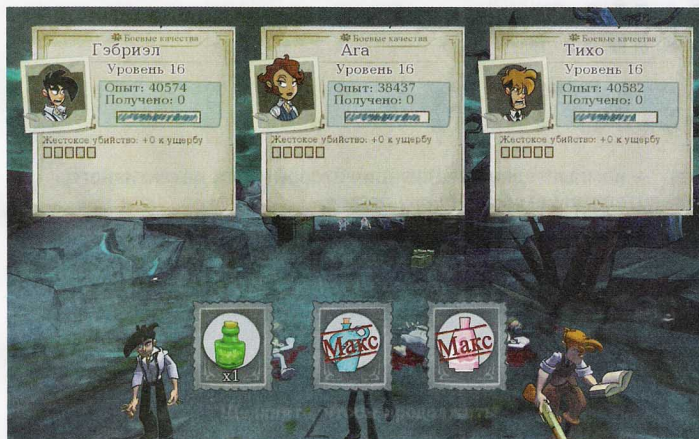 Боевые качества
Гэбриэл
Уровень 16
Опыт: 40574
Получено: 0
Жестокое убийство: +0 к ущербу
Боевые качества
Ага
Уровень 16
Опыт: 38437
Получено: 0
Жестокое убийство: +0 к ущербу
Боевые качества
Тихо
Уровень 16
Опыт: 40582
Получено: 0
Жестокое убийство: +0 к ущербу
x1
Макс
Макс